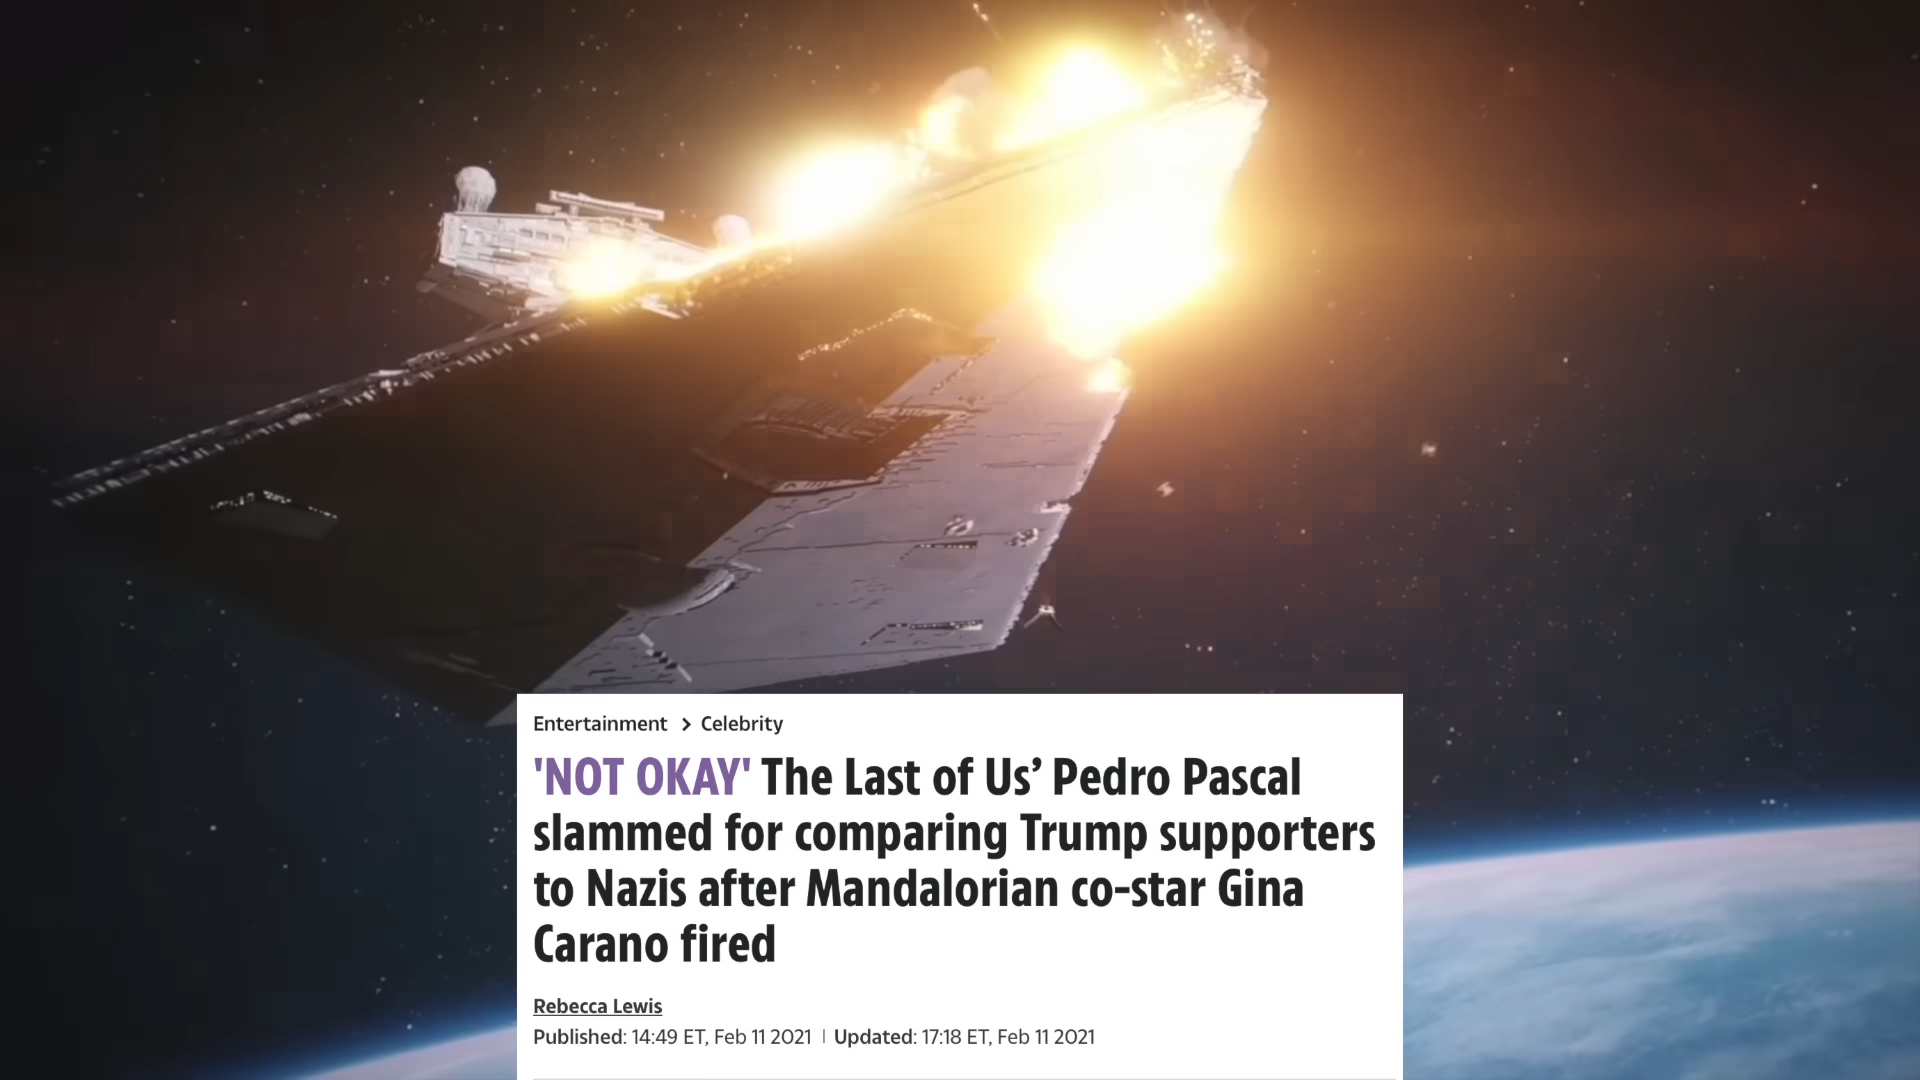 Entertainment > Celebrity
'NOT OKAY' The Last of Us’ Pedro Pascal
slammed for comparing Trump supporters
to Nazis after Mandalorian co-star Gina
Carano fired
Rebecca Lewis
Published: 14:49 ET, Feb 11 2021 | Updated: 17:18 ET, Feb 11 2021